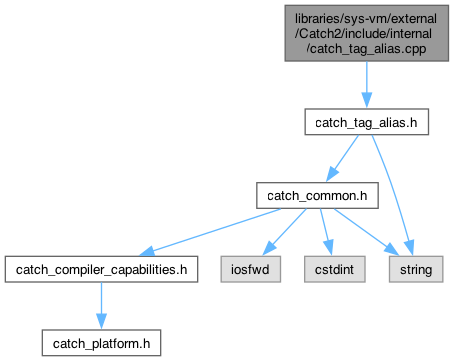 libraries/sys-vm/external
/Catch2/include/internal
/catch_tag_alias.cpp
catch_tag_alias.h
catch_common.h
catch_compiler_capabilities.h
iosfwd
cstdint
string
catch_platform.h